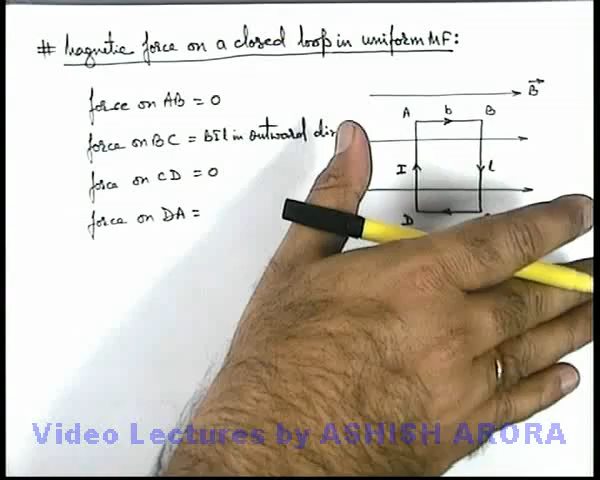 # Magnetic force on a closed loop in uniform MF:
force on AB = 0
force on BC = BIl in outward dir
force on CD = 0
force on DA =
B
A b B
I l
D
Video Lectures by ASHISH ARORA